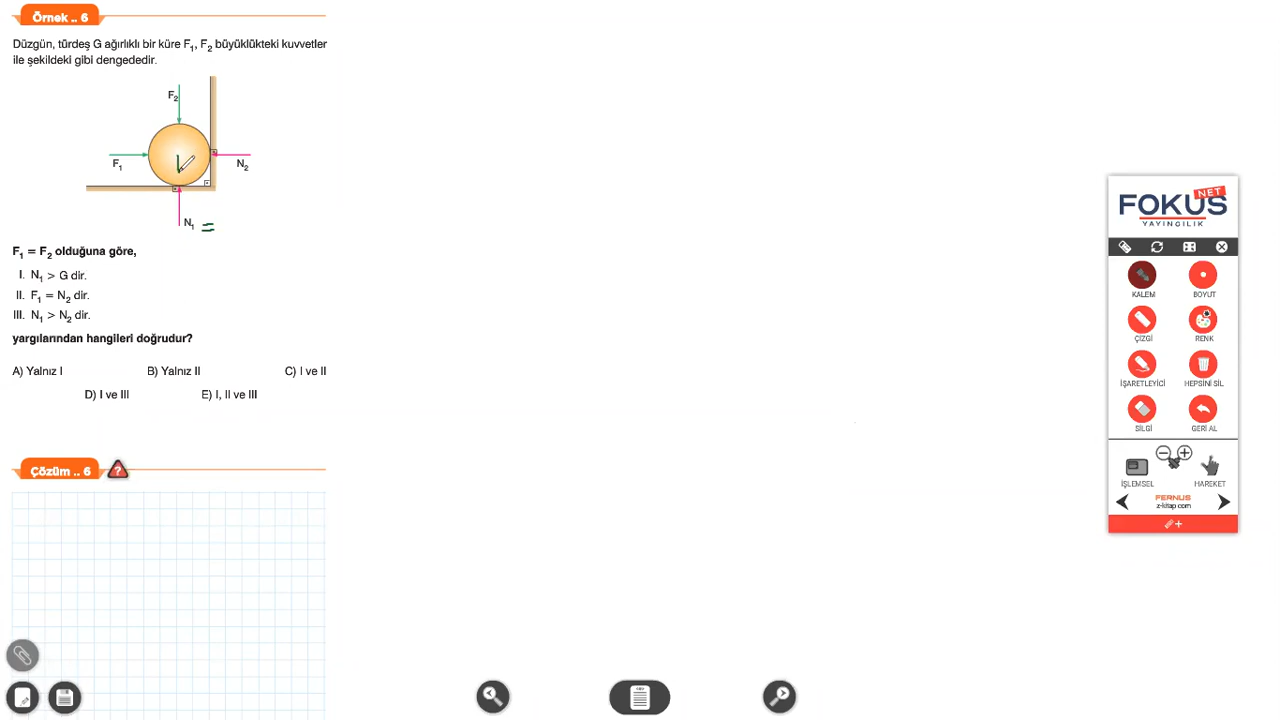 Örnek .. 6
Düzgün, türdeş G ağırlıklı bir küre F₁, F₂ büyüklükteki kuvvetler
ile şekildeki gibi dengededir.
F₂
F₁
N₂
N₁ =
F₁ = F₂ olduğuna göre,
I. N₁ > G dir.
II. F₁ = N₂ dir.
III. N₁ > N₂ dir.
yargılarından hangileri doğrudur?
A) Yalnız I
B) Yalnız II
C) I ve II
D) I ve III
E) I, II ve III
Çözüm .. 6
?
FOKUS NET
YAYINCILIK
KALEM
BOYUT
ÇİZGİ
RENK
İŞARETLEYİCİ
HEPSİNİ SİL
SİLGİ
GERİ AL
İŞLEMSEL
HAREKET
FERNUS
z-kitap.com